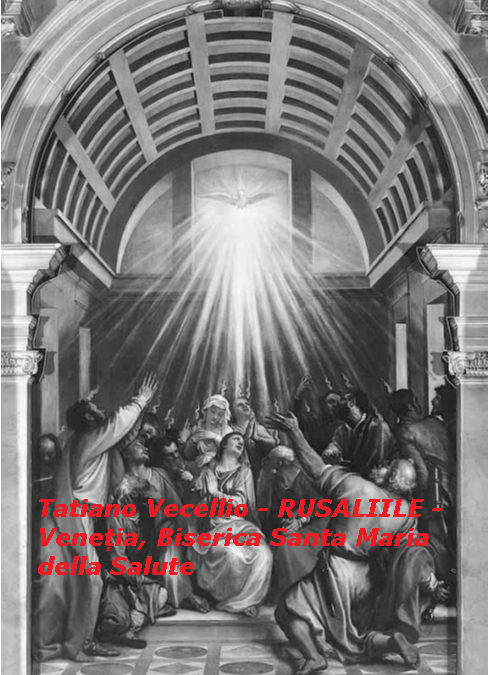 Tatiano Vecellio - RUSALIILE -
Veneția, Biserica Santa Maria
della Salute